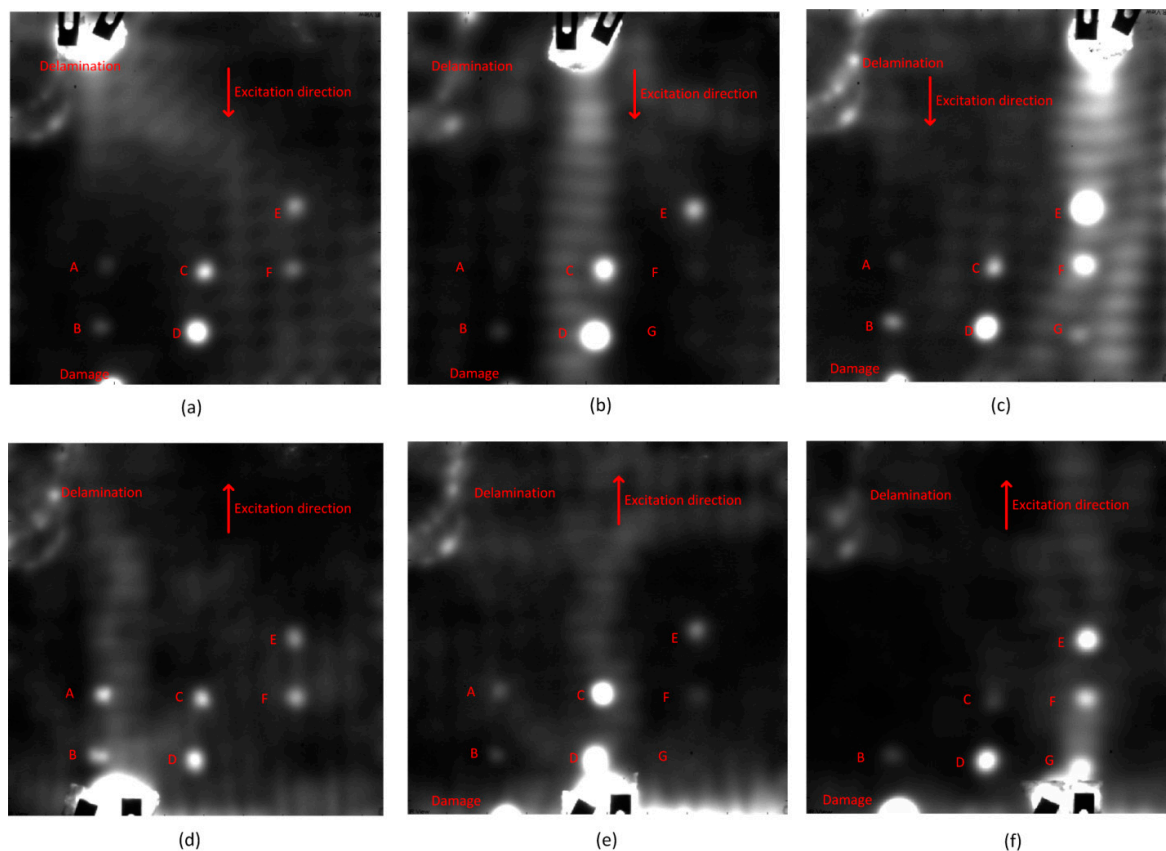 Delamination
Excitation direction
E
A
C
F
B
D
Damage
(a)
Delamination
Excitation direction
E
A
C
F
B
D
G
Damage
(b)
Delamination
Excitation direction
E
A
C
F
B
D
G
Damage
(c)
Delamination
Excitation direction
E
A
C
F
B
D
(d)
Delamination
Excitation direction
E
A
C
F
B
D
G
Damage
(e)
Delamination
Excitation direction
E
C
F
B
D
G
Damage
(f)